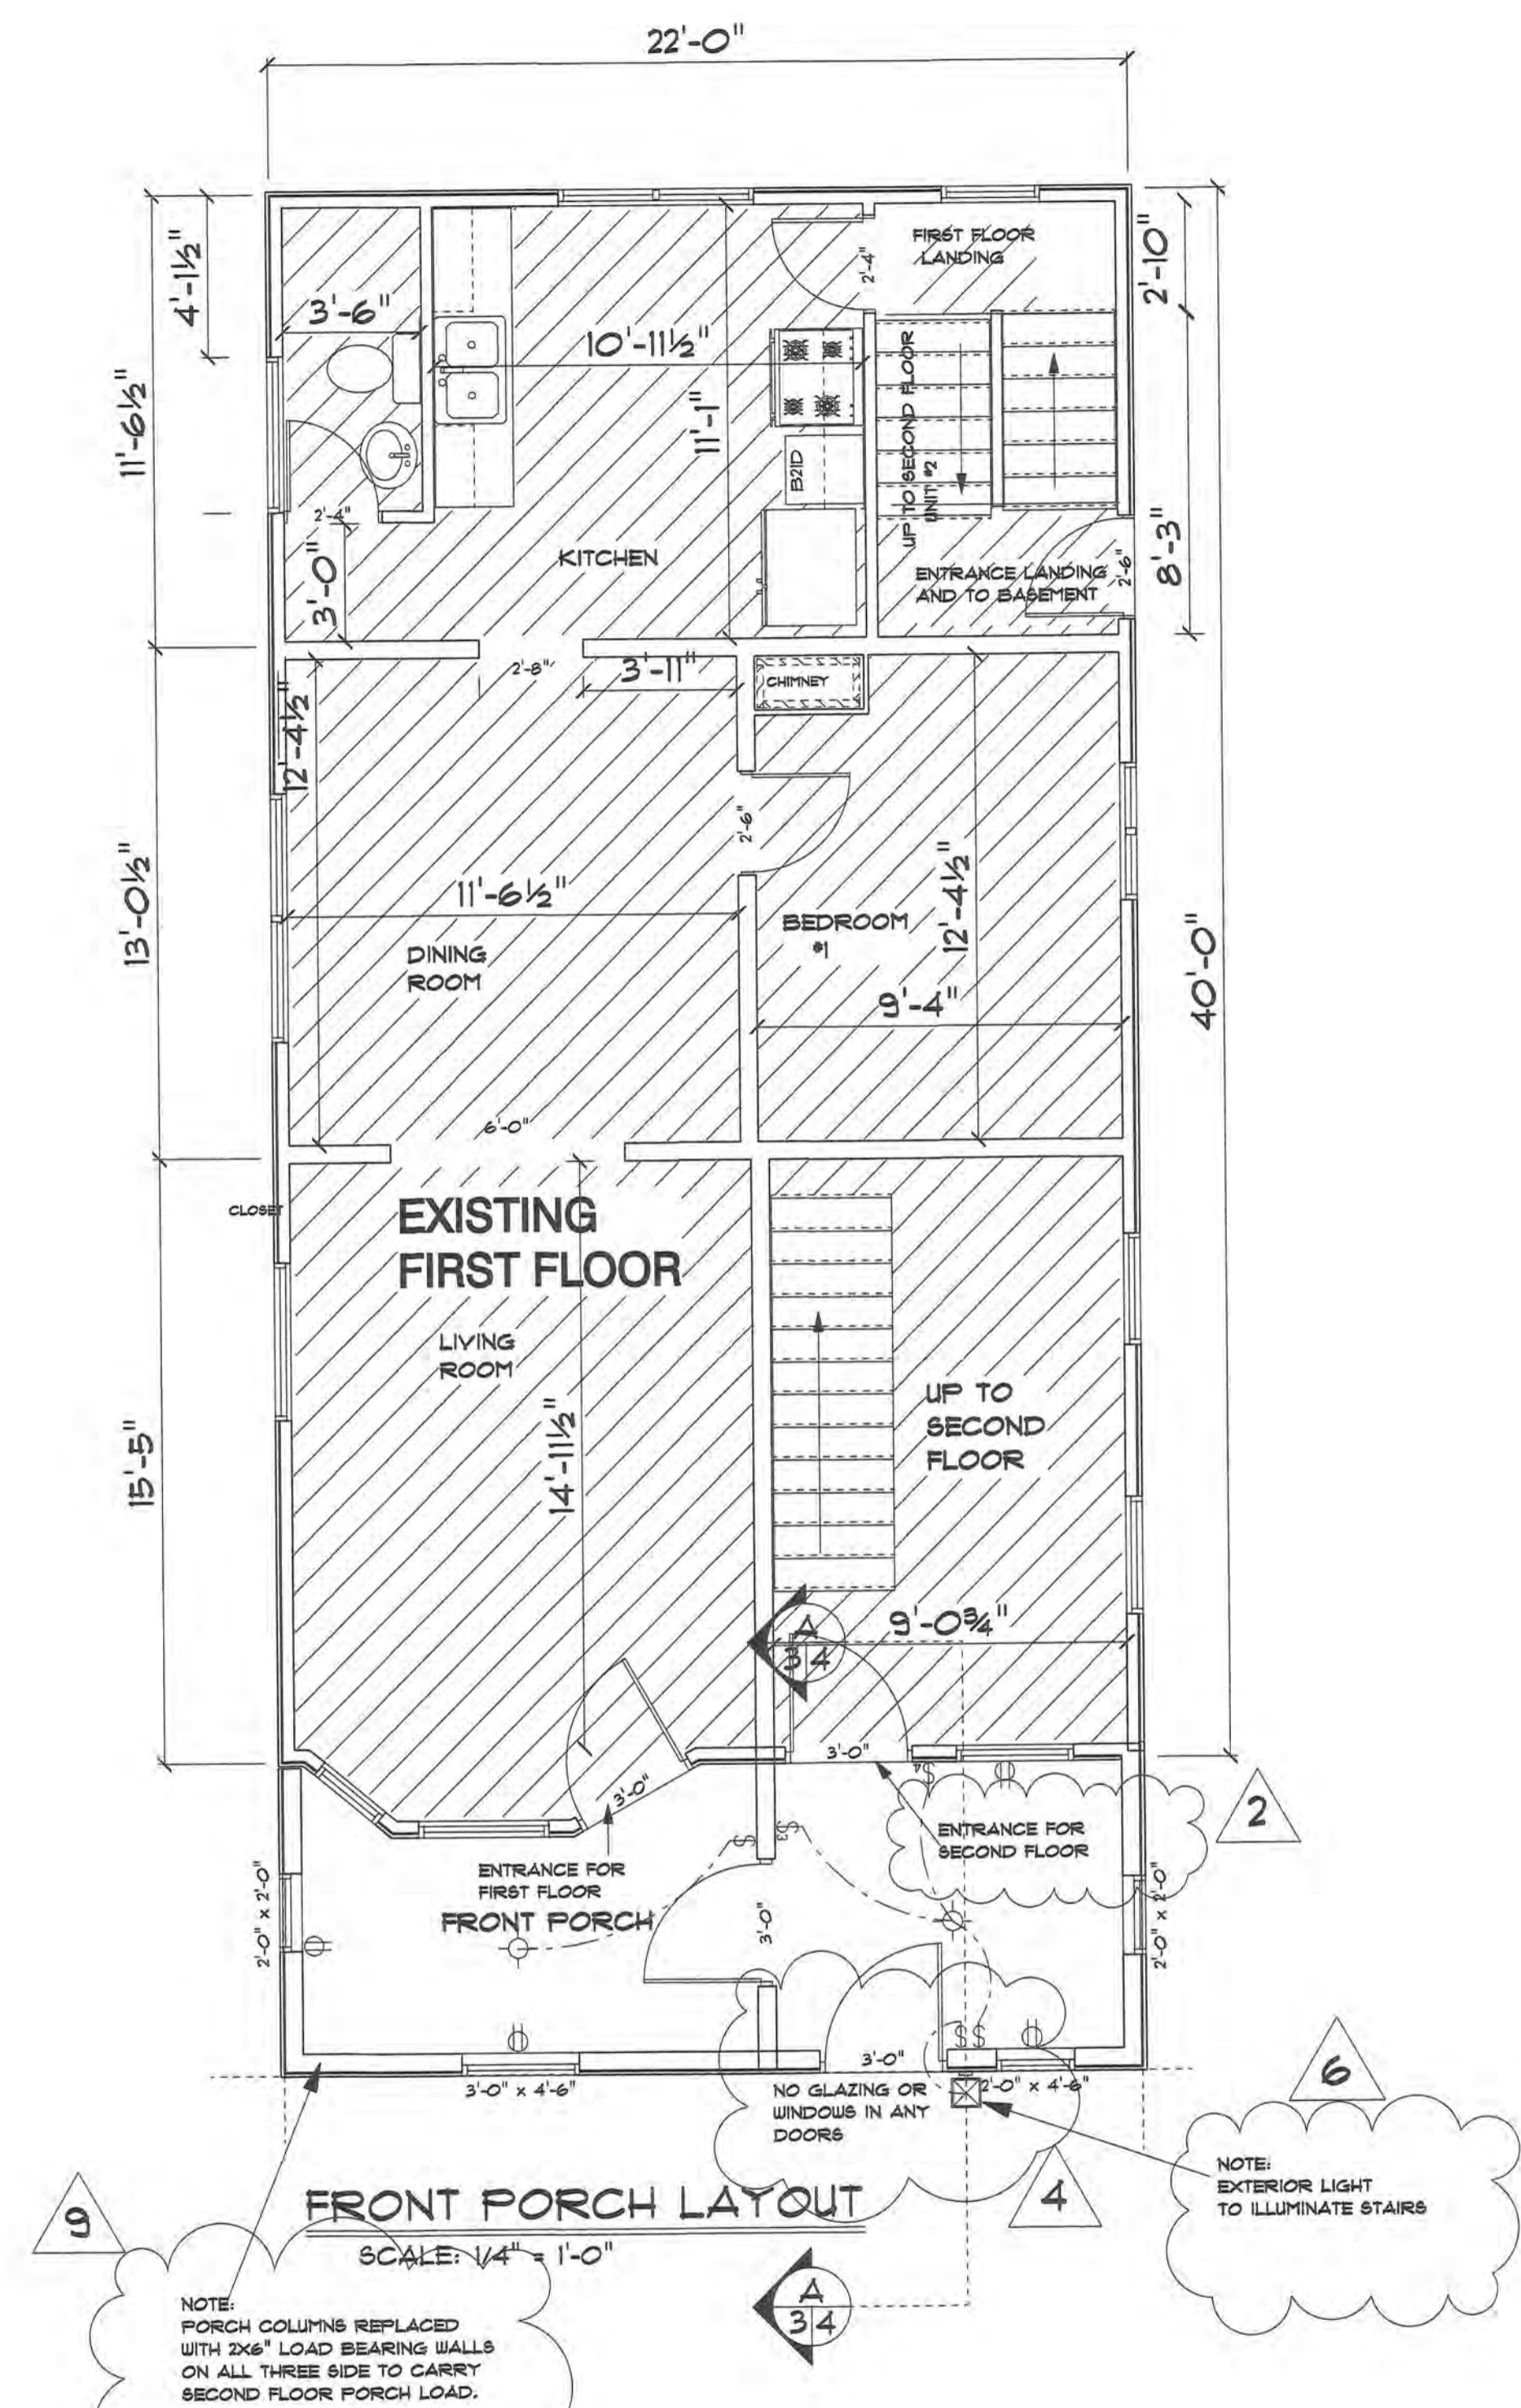 22'-0"
4'-1½"
11'-6½"
3'-6"
10'-11½"
11'-1"
2'-4"
FIRST FLOOR
LANDING
2'-10"
UP TO SECOND FLOOR
UNIT #2
B21D
2'-4"
3'-0"
KITCHEN
ENTRANCE LANDING
AND TO BASEMENT
2'-6"
8'-3"
2'-8"
3'-11"
CHIMNEY
12'-4½"
2'-6"
13'-0½"
11'-6½"
DINING
ROOM
BEDROOM
#1
12'-4½"
9'-4"
40'-0"
6'-0"
CLOSET
EXISTING
FIRST FLOOR
LIVING
ROOM
14'-11½"
15'-5"
UP TO
SECOND
FLOOR
A
3 4
9'-0¾"
3'-0"
3'-0"
$4
2
ENTRANCE FOR
SECOND FLOOR
$
$3
ENTRANCE FOR
FIRST FLOOR
FRONT PORCH
2'-0" x 2'-0"
3'-0"
2'-0" x 2'-0"
$ $
3'-0"
3'-0" x 4'-6"
2'-0" x 4'-6"
NO GLAZING OR
WINDOWS IN ANY
DOORS
6
NOTE:
EXTERIOR LIGHT
TO ILLUMINATE STAIRS
4
FRONT PORCH LAYOUT
SCALE: 1/4" = 1'-0"
9
A
3 4
NOTE:
PORCH COLUMNS REPLACED
WITH 2X6" LOAD BEARING WALLS
ON ALL THREE SIDE TO CARRY
SECOND FLOOR PORCH LOAD.